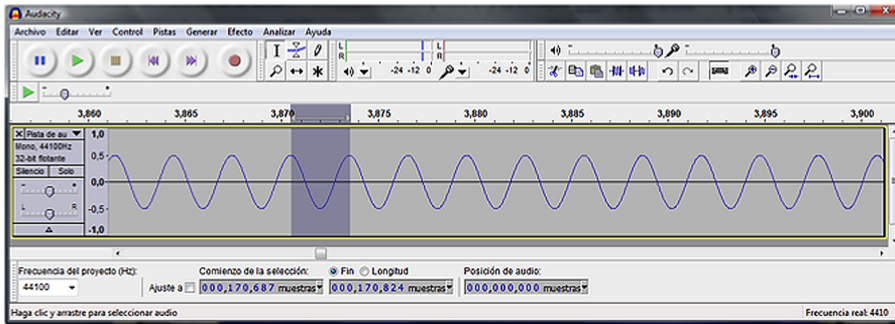 Audacity
Archivo Editar Ver Control Pistas Generar Efecto Analizar Ayuda
L
R
-24 -12 0
L
R
-24 -12 0
3,860 3,865 3,870 3,875 3,880 3,885 3,890 3,895 3,900
Pista de au
Mono, 44100Hz
32-bit flotante
Silencio Solo
- +
L R
1,0
0,5
0,0
-0,5
-1,0
Frecuencia del proyecto (Hz): Comienzo de la selección: Fin Longitud Posición de audio:
44100 Ajuste a 000,170,687 muestras 000,170,824 muestras 000,000,000 muestras
Haga clic y arrastre para seleccionar audio Frecuencia real: 4410